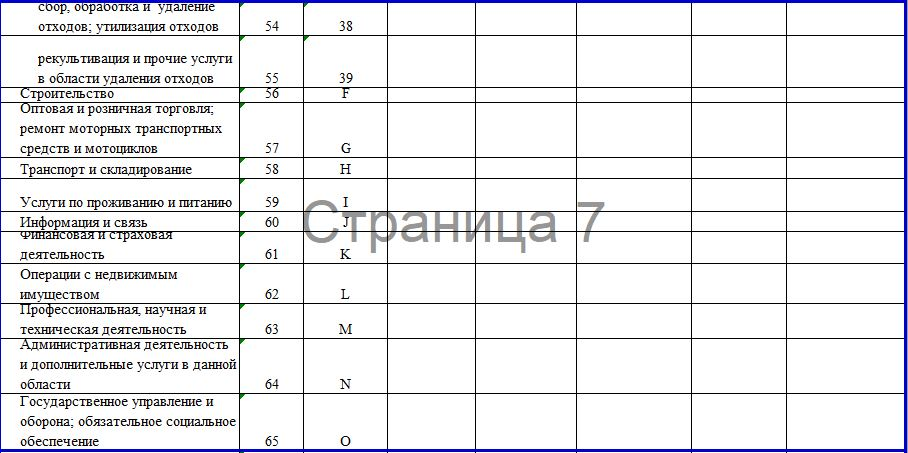 сбор, обработка и удаление
отходов; утилизация отходов 54 38
рекультивация и прочие услуги
в области удаления отходов 55 39
Строительство 56 F
Оптовая и розничная торговля;
ремонт моторных транспортных
средств и мотоциклов 57 G
Транспорт и складирование 58 H
Услуги по проживанию и питанию 59 I
Страница 7
Информация и связь 60 J
Финансовая и страховая
деятельность 61 K
Операции с недвижимым
имуществом 62 L
Профессиональная, научная и
техническая деятельность 63 M
Административная деятельность
и дополнительные услуги в данной
области 64 N
Государственное управление и
оборона; обязательное социальное
обеспечение 65 O